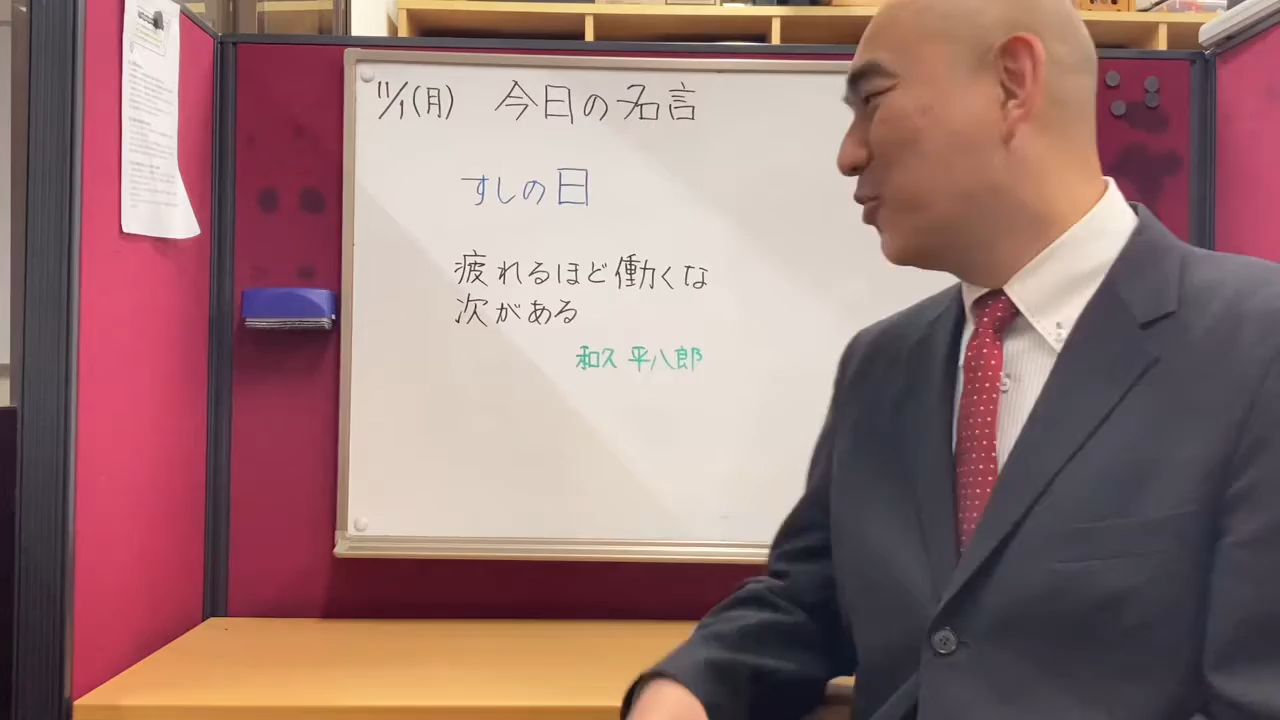 11/1(月) 今日の名言
すしの日
疲れるほど働くな
次がある
和久 平八郎